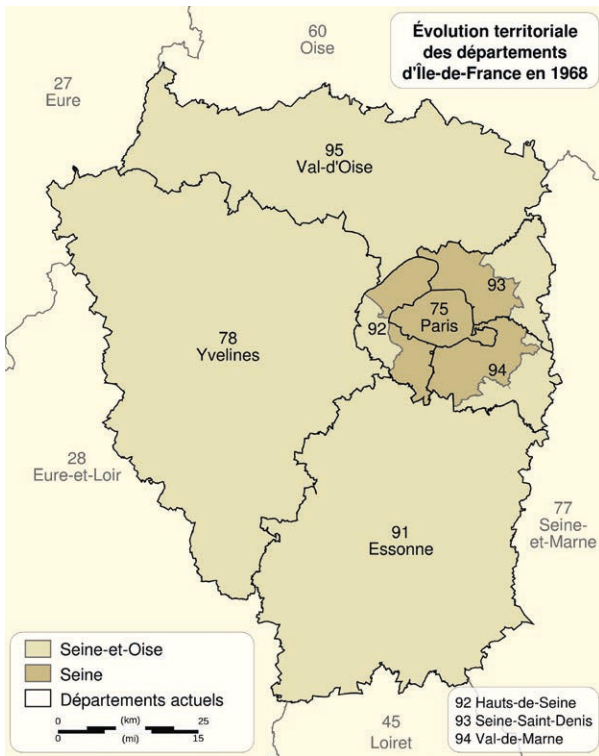 60
Oise
Évolution territoriale
des départements
d'Île-de-France en 1968
27
Eure
95
Val-d'Oise
93
75
Paris
92
78
Yvelines
94
28
Eure-et-Loir
77
Seine-
et-Marne
91
Essonne
Seine-et-Oise
Seine
Départements actuels
0 (km) 25
0 (mi) 15
45
Loiret
92 Hauts-de-Seine
93 Seine-Saint-Denis
94 Val-de-Marne